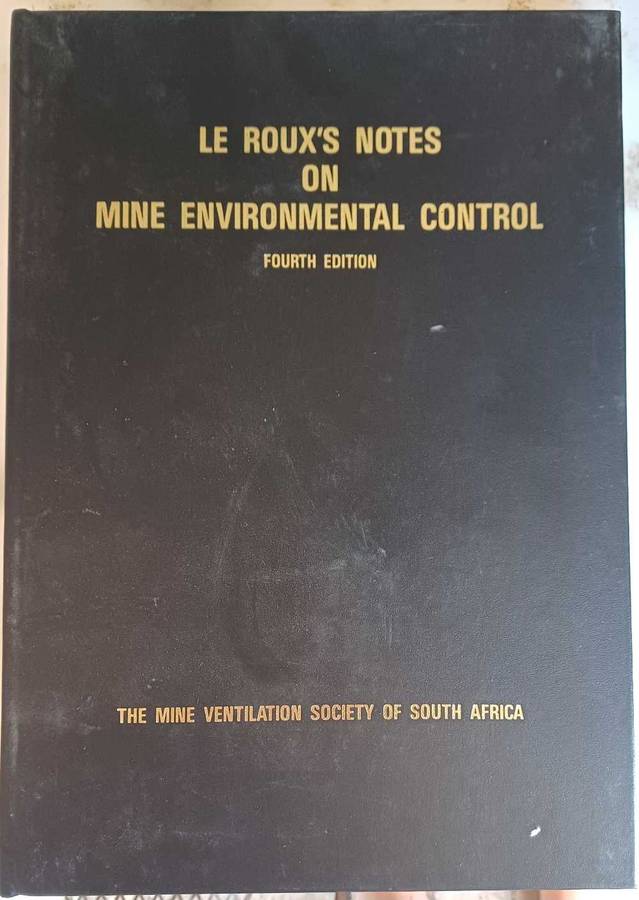 LE ROUX'S NOTES
ON
MINE ENVIRONMENTAL CONTROL
FOURTH EDITION
THE MINE VENTILATION SOCIETY OF SOUTH AFRICA